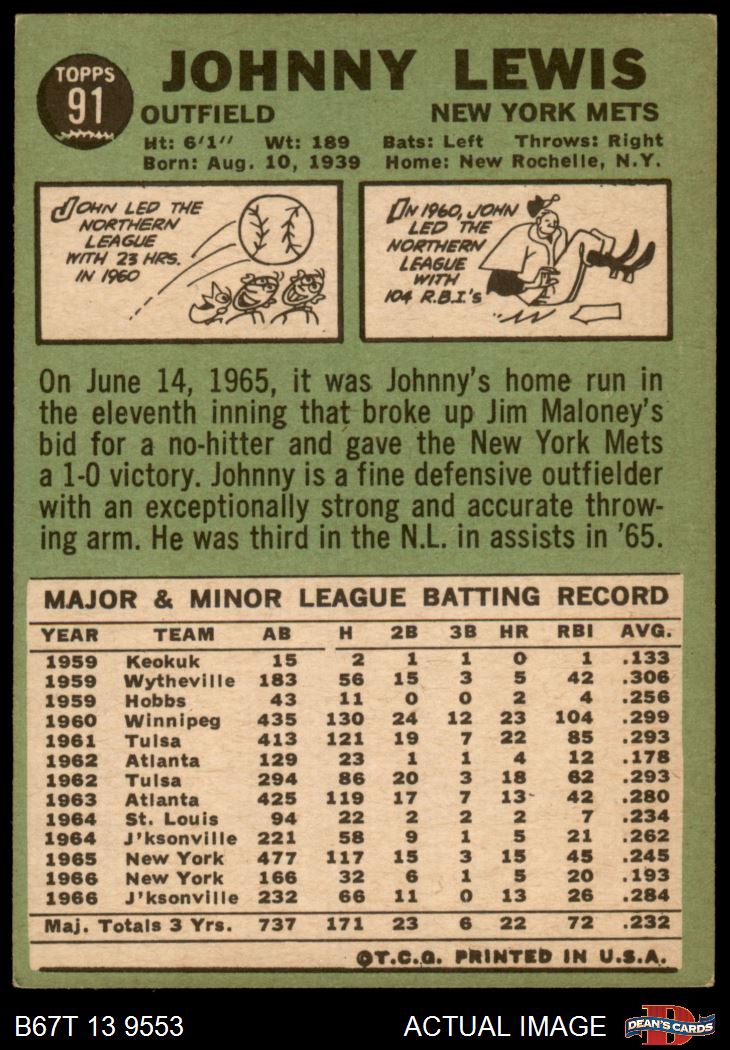 TOPPS
91
JOHNNY LEWIS
OUTFIELD NEW YORK METS
Ht: 6'1" Wt: 189 Bats: Left Throws: Right
Born: Aug. 10, 1939 Home: New Rochelle, N.Y.
JOHN LED THE
NORTHERN
LEAGUE
WITH 23 HRS.
IN 1960
IN 1960, JOHN
LED THE
NORTHERN
LEAGUE
WITH
104 R.B.I.'s
On June 14, 1965, it was Johnny's home run in
the eleventh inning that broke up Jim Maloney's
bid for a no-hitter and gave the New York Mets
a 1-0 victory. Johnny is a fine defensive outfielder
with an exceptionally strong and accurate throw-
ing arm. He was third in the N.L. in assists in '65.
MAJOR & MINOR LEAGUE BATTING RECORD
YEAR TEAM AB H 2B 3B HR RBI AVG.
1959 Keokuk 15 2 1 1 0 1 .133
1959 Wytheville 183 56 15 3 5 42 .306
1959 Hobbs 43 11 0 0 2 4 .256
1960 Winnipeg 435 130 24 12 23 104 .299
1961 Tulsa 413 121 19 7 22 85 .293
1962 Atlanta 129 23 1 1 4 12 .178
1962 Tulsa 294 86 20 3 18 62 .293
1963 Atlanta 425 119 17 7 13 42 .280
1964 St. Louis 94 22 2 2 2 7 .234
1964 J'ksonville 221 58 9 1 5 21 .262
1965 New York 477 117 15 3 15 45 .245
1966 New York 166 32 6 1 5 20 .193
1966 J'ksonville 232 66 11 0 13 26 .284
Maj. Totals 3 Yrs. 737 171 23 6 22 72 .232
©T.C.G. PRINTED IN U.S.A.
B67T 13 9553 ACTUAL IMAGE
D
DEAN'S CARDS